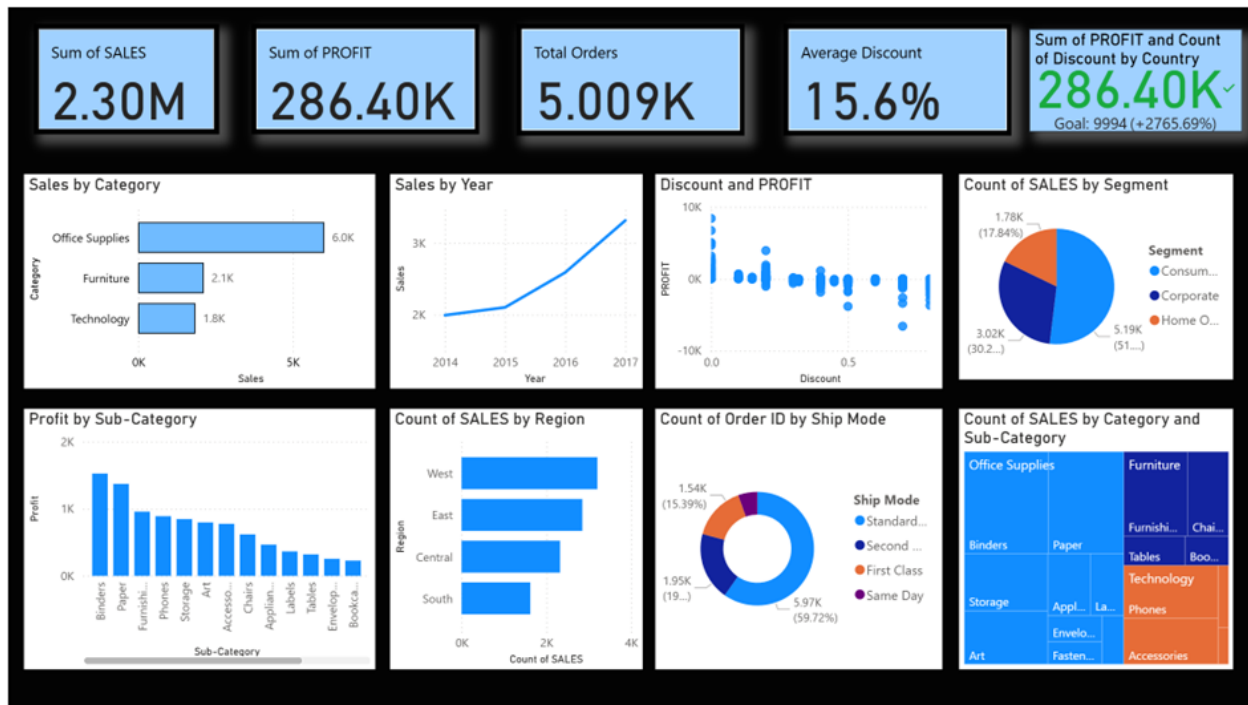 Sum of SALES
2.30M
Sum of PROFIT
286.40K
Total Orders
5.009K
Average Discount
15.6%
Sum of PROFIT and Count
of Discount by Country
286.40K
Goal: 9994 (+2765.69%)
Sales by Category
Category
Office Supplies
6.0K
Furniture
2.1K
Technology
1.8K
0K
5K
Sales
Sales by Year
Sales
3K
2K
2014
2015
2016
2017
Year
Discount and PROFIT
PROFIT
10K
0K
-10K
0.0
0.5
Discount
Count of SALES by Segment
1.78K
(17.84%)
3.02K
(30.2...)
5.19K
(51....)
Segment
Consum...
Corporate
Home O...
Profit by Sub-Category
Profit
2K
1K
0K
Binders
Paper
Furnishi...
Phones
Storage
Art
Accesso...
Chairs
Applian...
Labels
Tables
Envelop...
Bookca...
Sub-Category
Count of SALES by Region
Region
West
East
Central
South
0K
2K
4K
Count of SALES
Count of Order ID by Ship Mode
1.54K
(15.39%)
1.95K
(19...)
5.97K
(59.72%)
Ship Mode
Standard...
Second ...
First Class
Same Day
Count of SALES by Category and
Sub-Category
Office Supplies
Binders
Paper
Storage
Appl...
La...
Art
Envelo...
Fasten...
Furniture
Furnishi...
Chai...
Tables
Boo...
Technology
Phones
Accessories